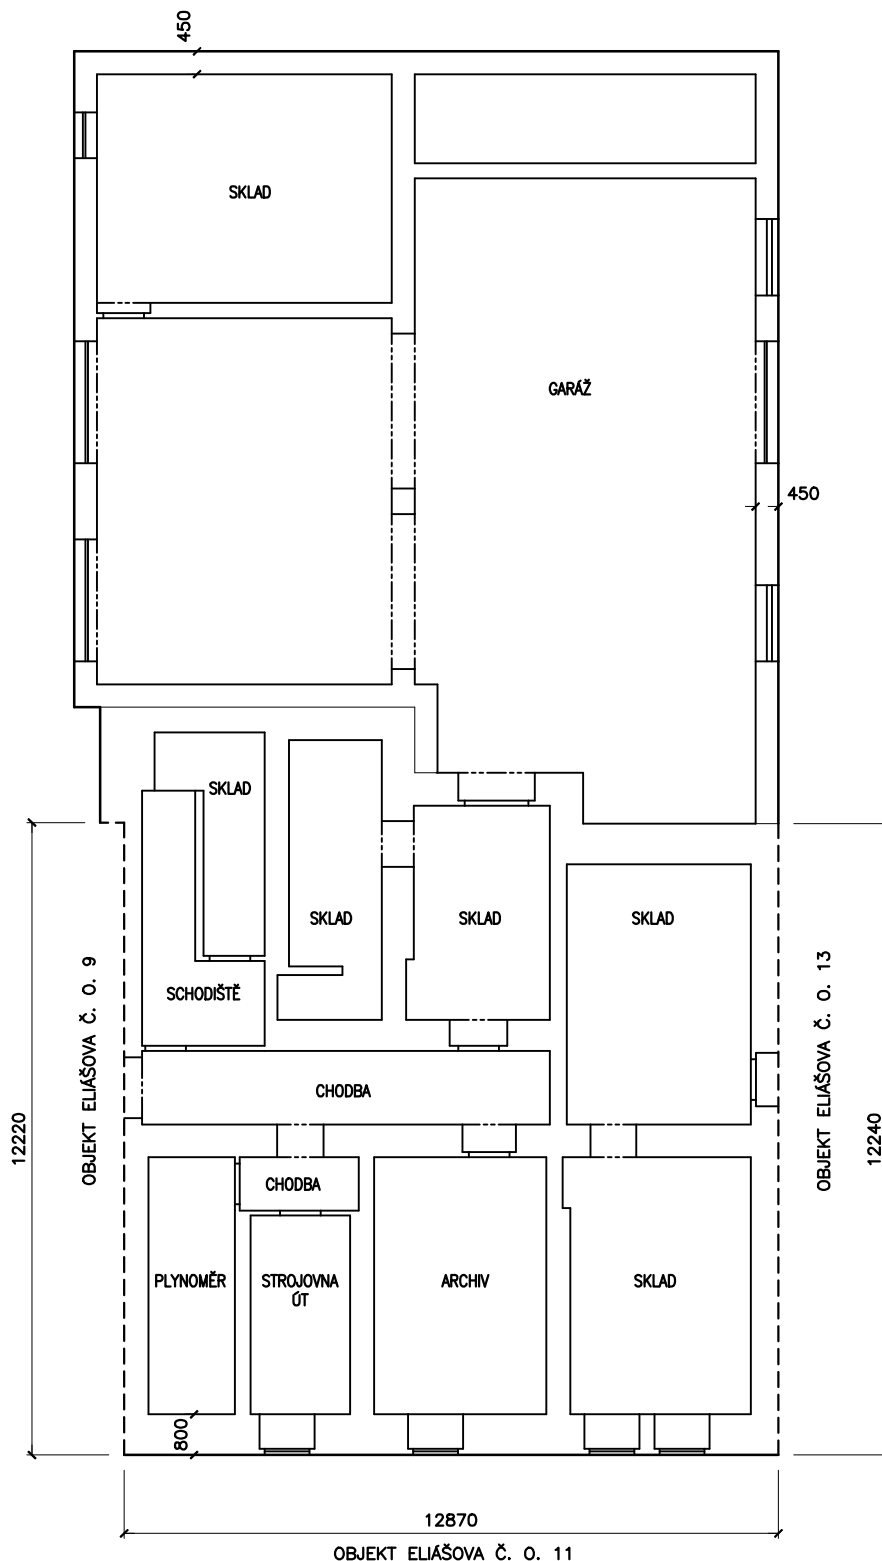 450
SKLAD
GARÁŽ
450
SKLAD
SKLAD
SKLAD
SKLAD
SCHODIŠTĚ
OBJEKT ELIÁŠOVA Č. O. 9
OBJEKT ELIÁŠOVA Č. O. 13
CHODBA
12220
12240
CHODBA
PLYNOMĚR
STROJOVNA
ÚT
ARCHIV
SKLAD
800
12870
OBJEKT ELIÁŠOVA Č. O. 11